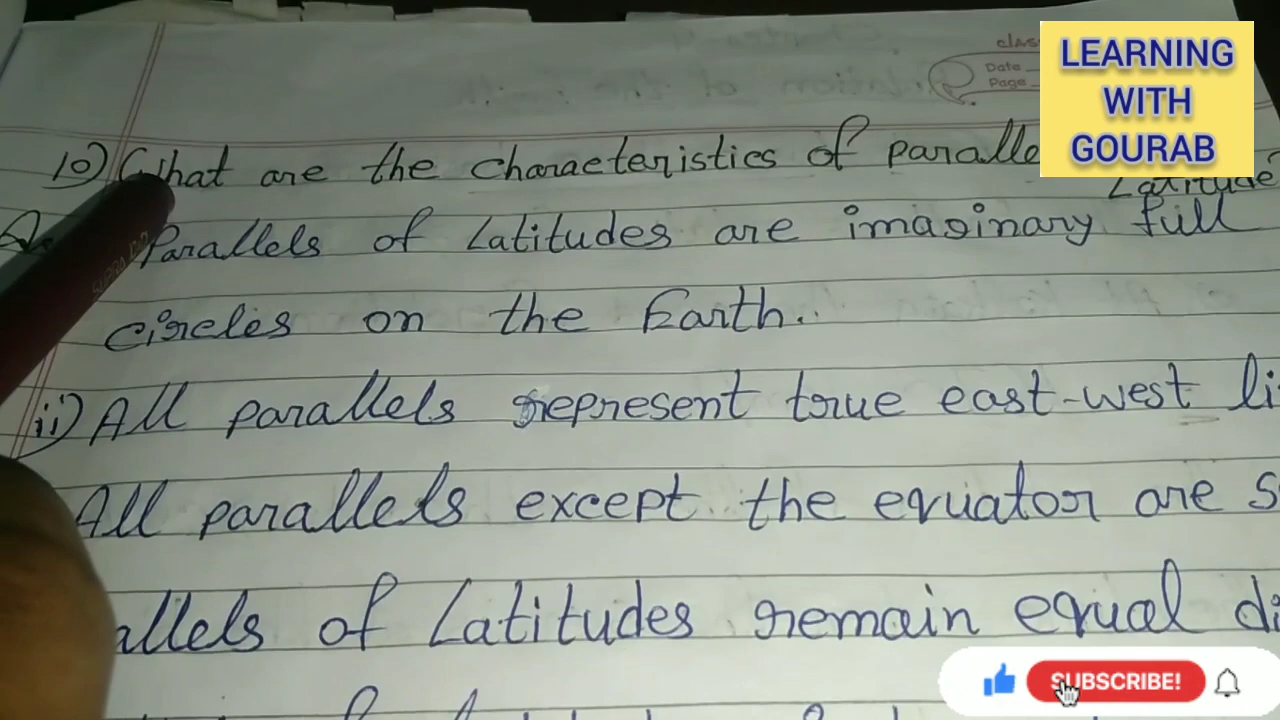 LEARNING
WITH
GOURAB
class
Date
Page
10) What are the characteristics of paralle
Latitude?
Parallels of Latitudes are imaginary full
circles on the Earth.
ii) All parallels represent true east-west li
All parallels except the equator are s
allels of Latitudes remain equal di
SUBSCRIBE!